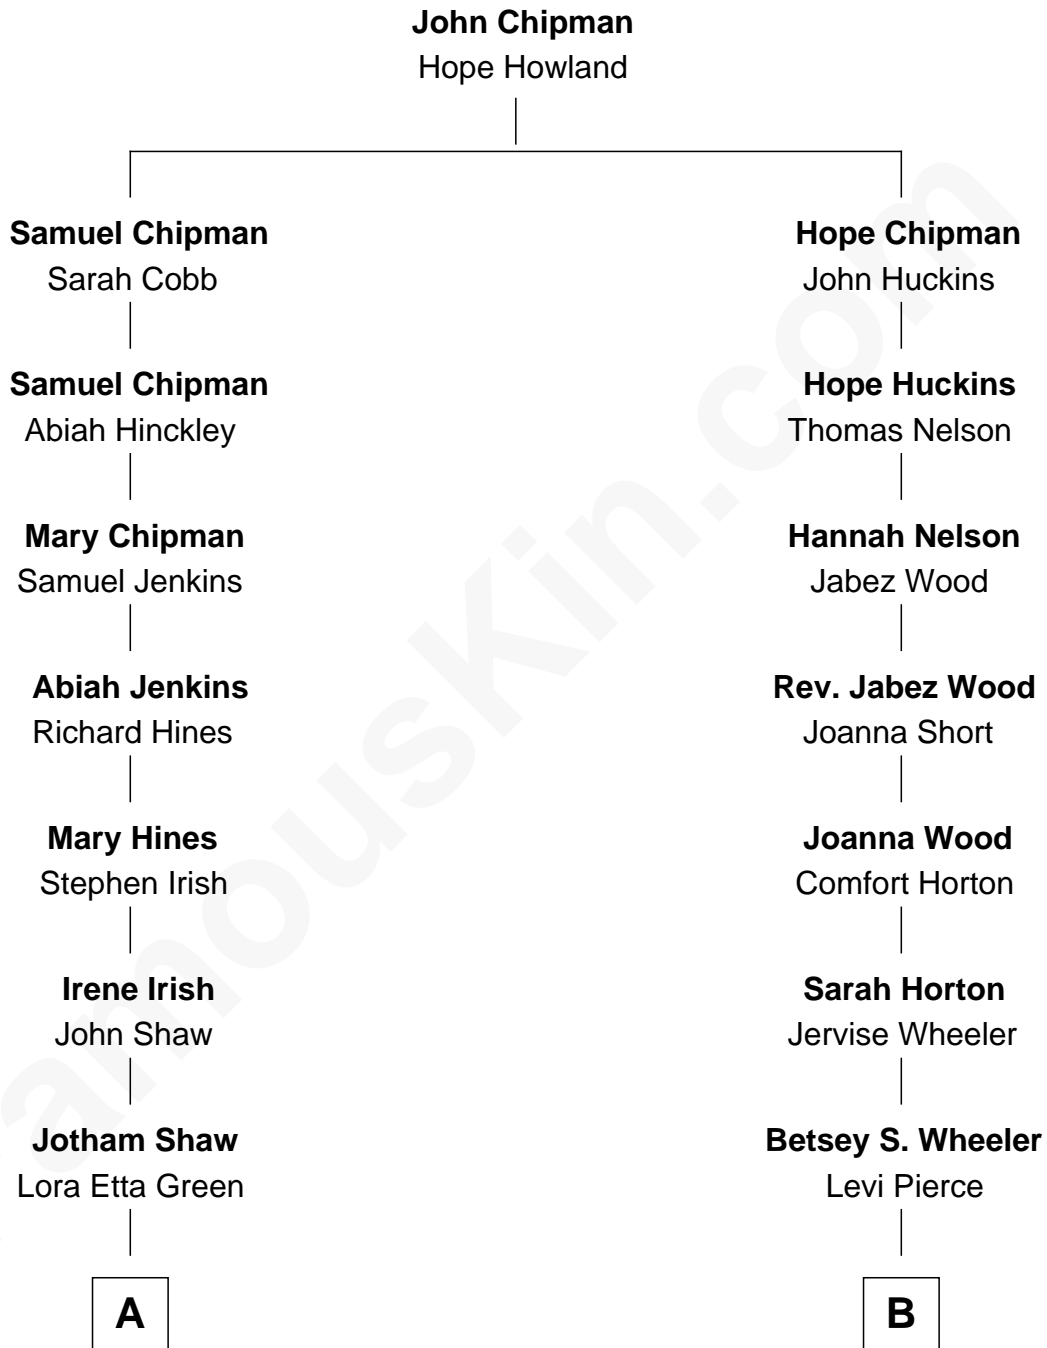 John Chipman
Hope Howland
Samuel Chipman
Sarah Cobb
Hope Chipman
John Huckins
Samuel Chipman
Abiah Hinckley
Hope Huckins
Thomas Nelson
Mary Chipman
Samuel Jenkins
Hannah Nelson
Jabez Wood
Abiah Jenkins
Richard Hines
Rev. Jabez Wood
Joanna Short
Mary Hines
Stephen Irish
Joanna Wood
Comfort Horton
Irene Irish
John Shaw
Sarah Horton
Jervise Wheeler
Jotham Shaw
Lora Etta Green
Betsey S. Wheeler
Levi Pierce
A
B
amouskin.com